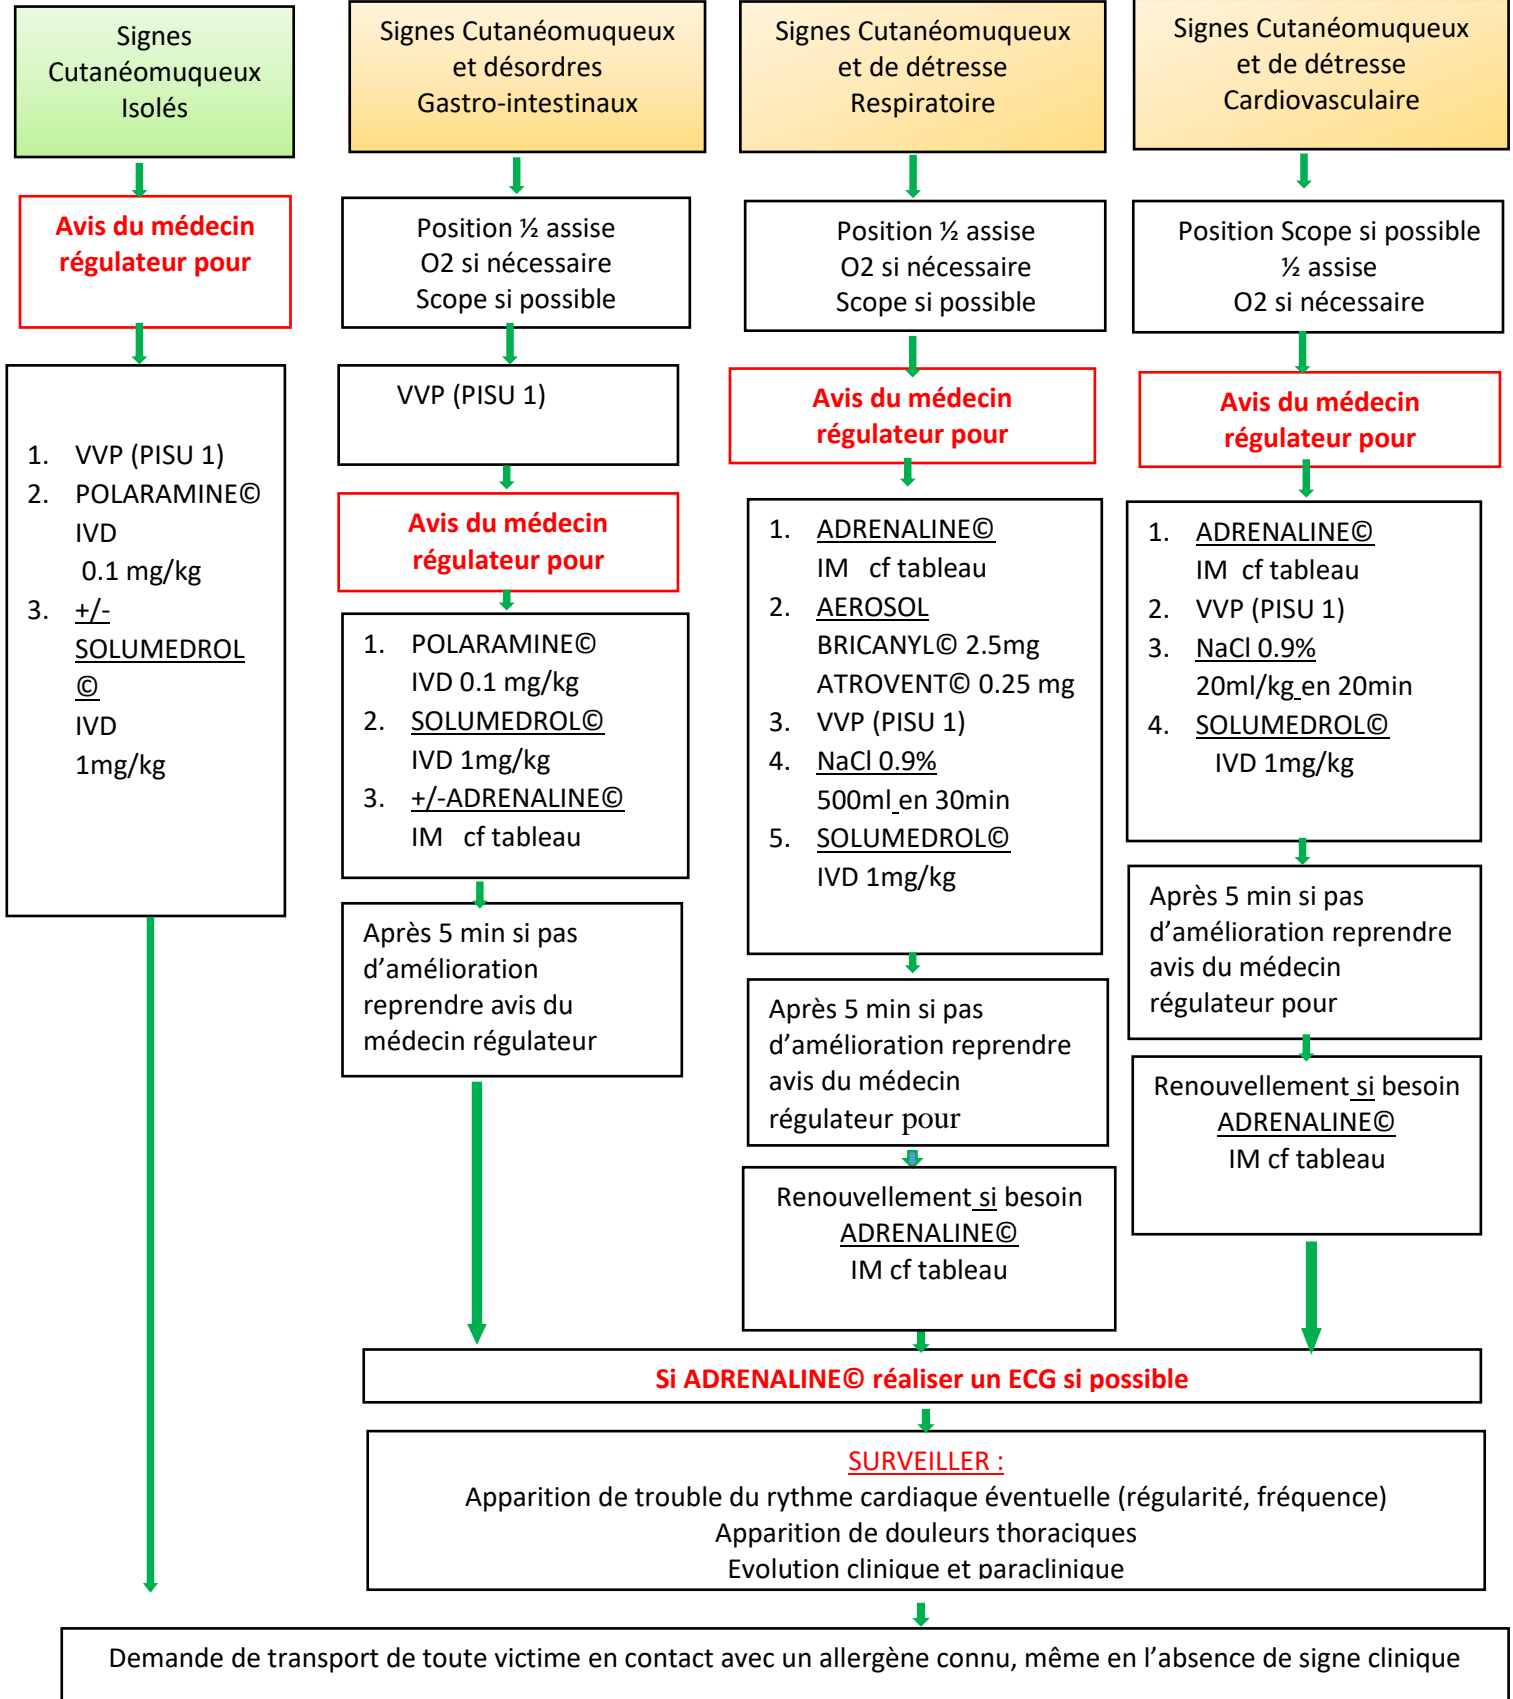 Signes
Cutanéomuqueux
Isolés
Avis du médecin
régulateur pour
1. VVP (PISU 1)
2. POLARAMINE©
IVD
0.1 mg/kg
3. +/-
SOLUMEDROL
©
IVD
1mg/kg
Signes Cutanéomuqueux
et désordres
Gastro-intestinaux
Position ½ assise
O2 si nécessaire
Scope si possible
VVP (PISU 1)
Avis du médecin
régulateur pour
1. POLARAMINE©
IVD 0.1 mg/kg
2. SOLUMEDROL©
IVD 1mg/kg
3. +/-ADRENALINE©
IM cf tableau
Après 5 min si pas
d’amélioration
reprendre avis du
médecin régulateur
Signes Cutanéomuqueux
et de détresse
Respiratoire
Position ½ assise
O2 si nécessaire
Scope si possible
Avis du médecin
régulateur pour
1. ADRENALINE©
IM cf tableau
2. AEROSOL
BRICANYL© 2.5mg
ATROVENT© 0.25 mg
3. VVP (PISU 1)
4. NaCl 0.9%
500ml en 30min
5. SOLUMEDROL©
IVD 1mg/kg
Après 5 min si pas
d’amélioration reprendre
avis du médecin
régulateur pour
Renouvellement si besoin
ADRENALINE©
IM cf tableau
Signes Cutanéomuqueux
et de détresse
Cardiovasculaire
Position Scope si possible
½ assise
O2 si nécessaire
Avis du médecin
régulateur pour
1. ADRENALINE©
IM cf tableau
2. VVP (PISU 1)
3. NaCl 0.9%
20ml/kg en 20min
4. SOLUMEDROL©
IVD 1mg/kg
Après 5 min si pas
d’amélioration reprendre
avis du médecin
régulateur pour
Renouvellement si besoin
ADRENALINE©
IM cf tableau
Si ADRENALINE© réaliser un ECG si possible
SURVEILLER :
Apparition de trouble du rythme cardiaque éventuelle (régularité, fréquence)
Apparition de douleurs thoraciques
Evolution clinique et paraclinique
Demande de transport de toute victime en contact avec un allergène connu, même en l’absence de signe clinique